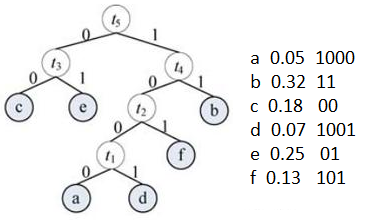 t5
0 1
t3 t4
0 1 0 1
c e t2 b
0 1
t1 f
0 1
a d
a 0.05 1000
b 0.32 11
c 0.18 00
d 0.07 1001
e 0.25 01
f 0.13 101